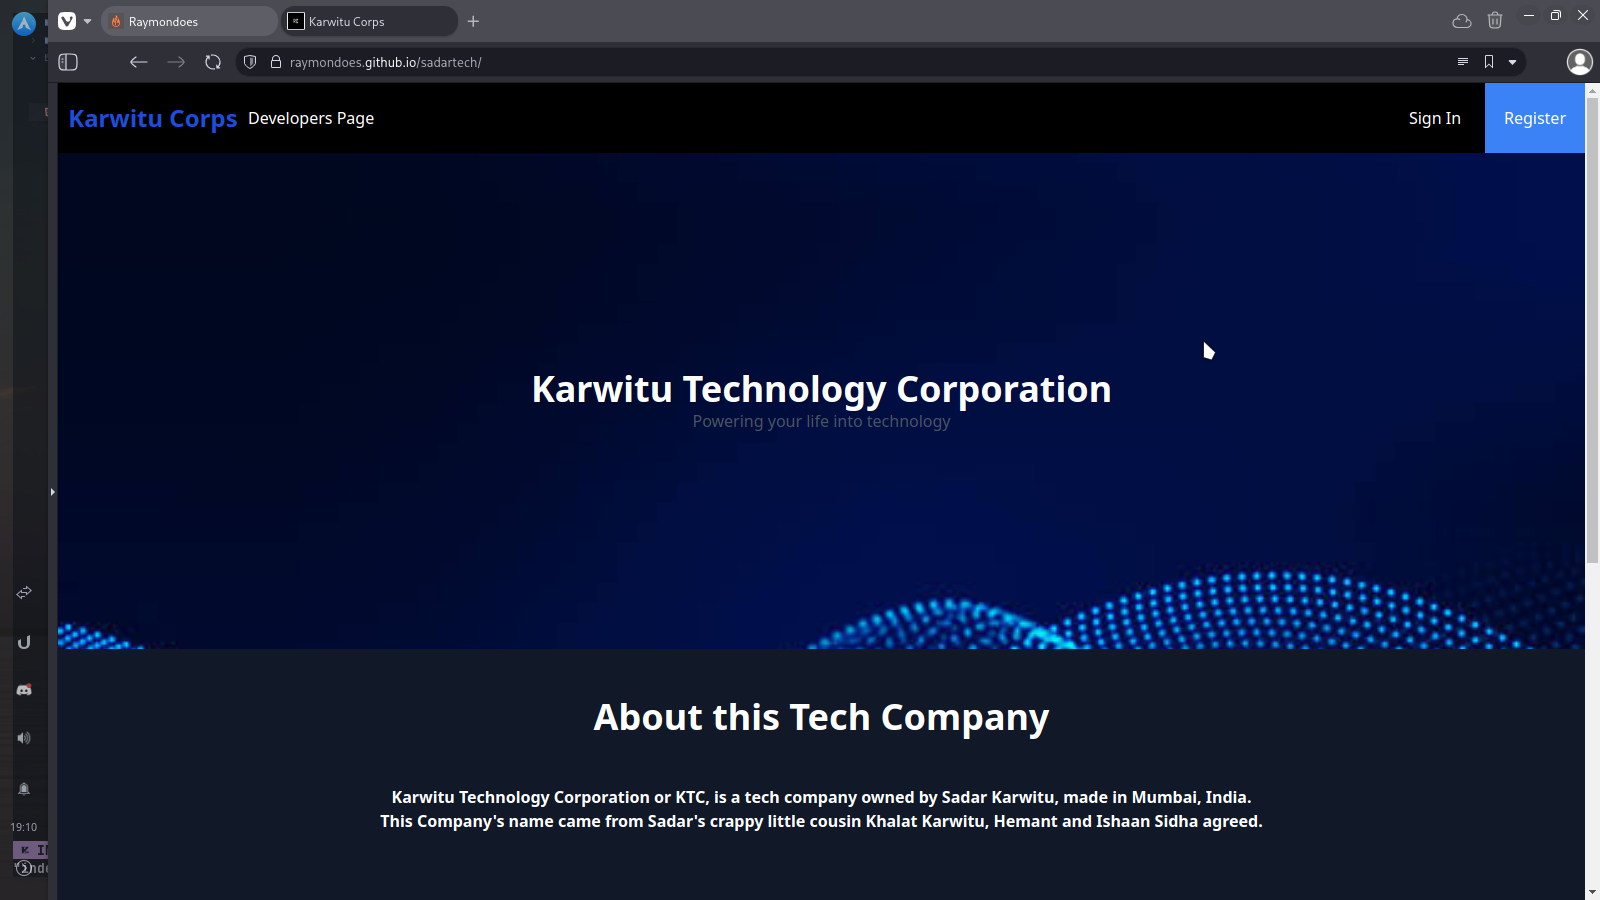 Raymondoes
Karwitu Corps
raymondoes.github.io/sadartech/
Karwitu Corps Developers Page Sign In Register
Karwitu Technology Corporation
Powering your life into technology
About this Tech Company
Karwitu Technology Corporation or KTC, is a tech company owned by Sadar Karwitu, made in Mumbai, India.
This Company's name came from Sadar's crappy little cousin Khalat Karwitu, Hemant and Ishaan Sidha agreed.
19:10